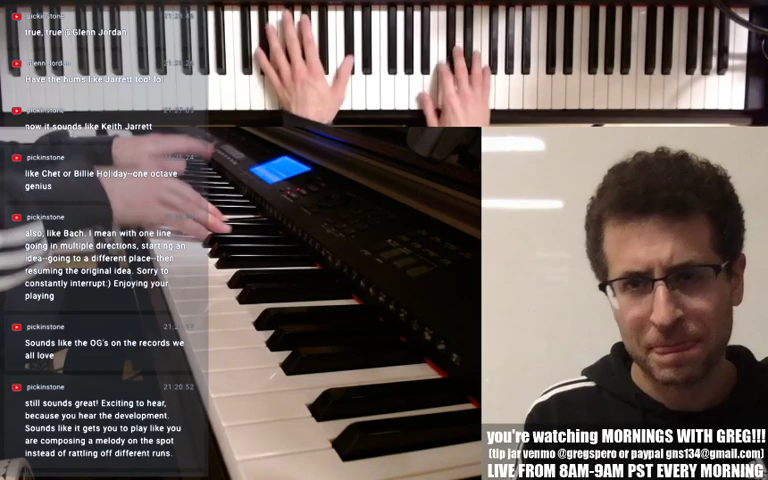 pickinstone
true, true @Glenn Jordan
Glenn Jordan
Have the hums like Jarrett too! lol
pickinstone
now it sounds like Keith Jarrett
pickinstone
like Chet or Billie Holiday--one octave
genius
pickinstone
also, like Bach. I mean with one line
going in multiple directions, starting an
idea--going to a different place--then
resuming the original idea. Sorry to
constantly interrupt:) Enjoying your
playing
pickinstone
Sounds like the OG's on the records we
all love
pickinstone 21:20:52
still sounds great! Exciting to hear,
because you hear the development.
Sounds like it gets you to play like you
are composing a melody on the spot
instead of rattling off different runs.
you're watching MORNINGS WITH GREG!!!
(tip jar venmo @gregspero or paypal gns134@gmail.com)
LIVE FROM 8AM-9AM PST EVERY MORNING